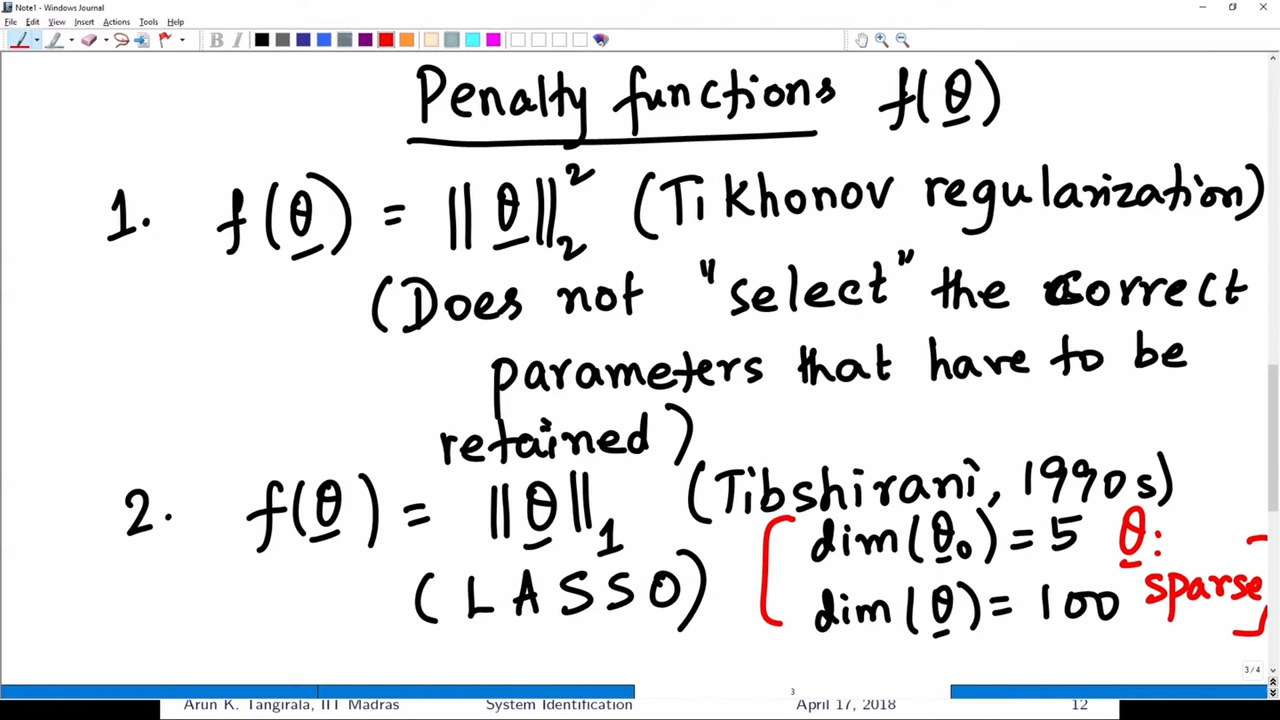 Note1 - Windows Journal
File Edit View Insert Actions Tools Help
B I
Penalty functions f(θ)
1. f(θ) = ||θ||₂² (Tikhonov regularization)
(Does not "select" the correct
parameters that have to be
retained)
2. f(θ) = ||θ||₁ (Tibshirani, 1990s)
(LASSO)
[dim(θ₀) = 5 θ:
dim(θ) = 100 sparse]
3/4
3
Arun K. Tangirala, IIT Madras System Identification April 17, 2018 12